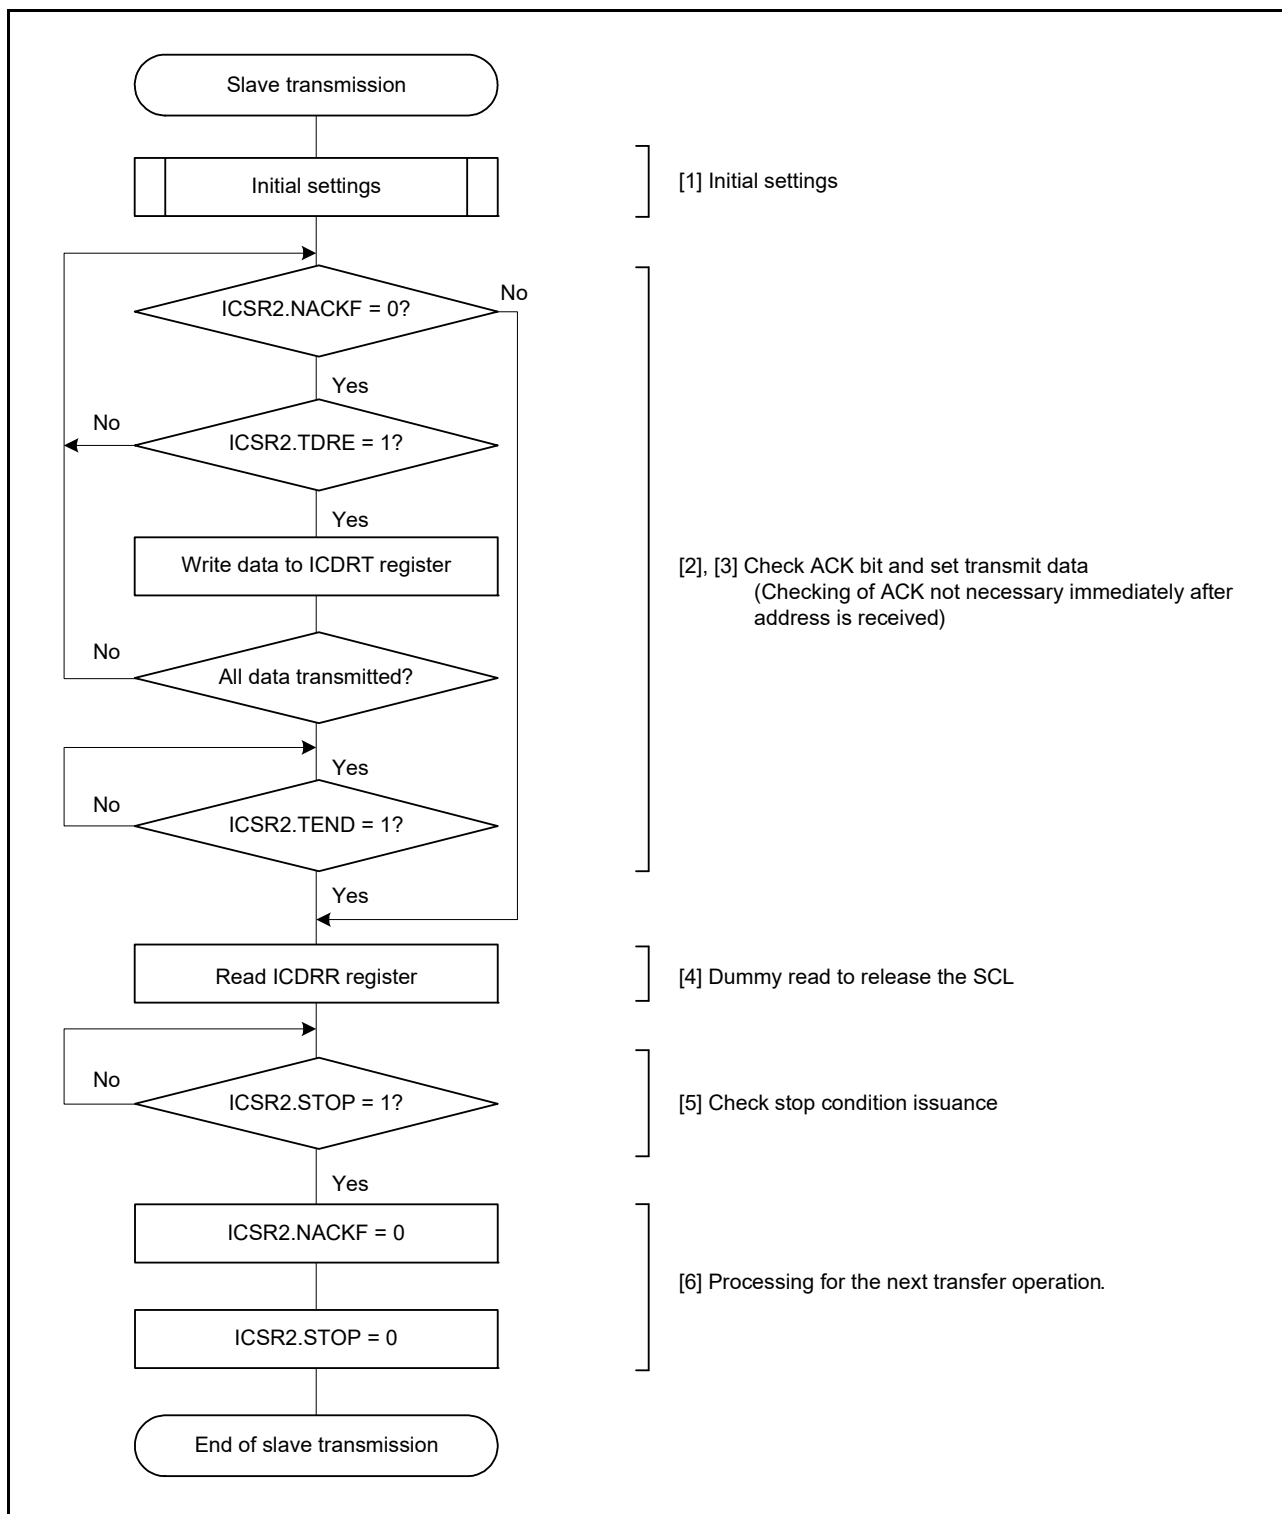 Slave transmission
Initial settings
[1] Initial settings
ICSR2.NACKF = 0?
No
Yes
No
ICSR2.TDRE = 1?
Yes
Write data to ICDRT register
[2], [3] Check ACK bit and set transmit data
(Checking of ACK not necessary immediately after
address is received)
No
All data transmitted?
Yes
No
ICSR2.TEND = 1?
Yes
Read ICDRR register
[4] Dummy read to release the SCL
No
ICSR2.STOP = 1?
[5] Check stop condition issuance
Yes
ICSR2.NACKF = 0
[6] Processing for the next transfer operation.
ICSR2.STOP = 0
End of slave transmission